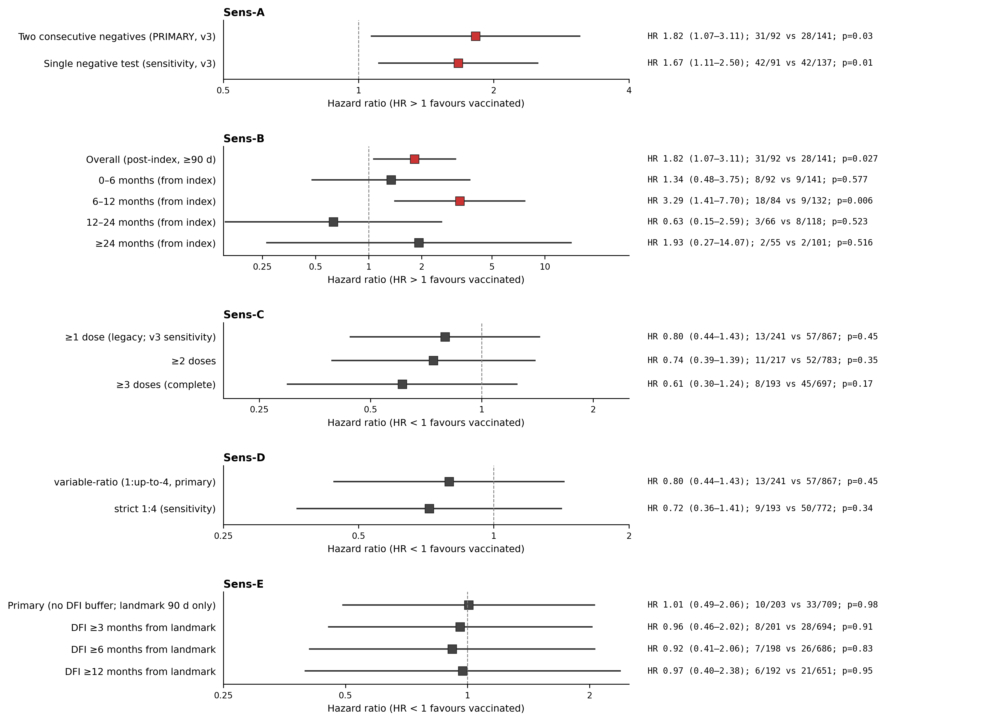 Sens-A
Two consecutive negatives (PRIMARY, v3) HR 1.82 (1.07–3.11); 31/92 vs 28/141; p=0.03
Single negative test (sensitivity, v3) HR 1.67 (1.11–2.50); 42/91 vs 42/137; p=0.01
0.5 1 2 4
Hazard ratio (HR > 1 favours vaccinated)
Sens-B
Overall (post-index, ≥90 d) HR 1.82 (1.07–3.11); 31/92 vs 28/141; p=0.027
0–6 months (from index) HR 1.34 (0.48–3.75); 8/92 vs 9/141; p=0.577
6–12 months (from index) HR 3.29 (1.41–7.70); 18/84 vs 9/132; p=0.006
12–24 months (from index) HR 0.63 (0.15–2.59); 3/66 vs 8/118; p=0.523
≥24 months (from index) HR 1.93 (0.27–14.07); 2/55 vs 2/101; p=0.516
0.25 0.5 1 2 5 10
Hazard ratio (HR > 1 favours vaccinated)
Sens-C
≥1 dose (legacy; v3 sensitivity) HR 0.80 (0.44–1.43); 13/241 vs 57/867; p=0.45
≥2 doses HR 0.74 (0.39–1.39); 11/217 vs 52/783; p=0.35
≥3 doses (complete) HR 0.61 (0.30–1.24); 8/193 vs 45/697; p=0.17
0.25 0.5 1 2
Hazard ratio (HR < 1 favours vaccinated)
Sens-D
variable-ratio (1:up-to-4, primary) HR 0.80 (0.44–1.43); 13/241 vs 57/867; p=0.45
strict 1:4 (sensitivity) HR 0.72 (0.36–1.41); 9/193 vs 50/772; p=0.34
0.25 0.5 1 2
Hazard ratio (HR < 1 favours vaccinated)
Sens-E
Primary (no DFI buffer; landmark 90 d only) HR 1.01 (0.49–2.06); 10/203 vs 33/709; p=0.98
DFI ≥3 months from landmark HR 0.96 (0.46–2.02); 8/201 vs 28/694; p=0.91
DFI ≥6 months from landmark HR 0.92 (0.41–2.06); 7/198 vs 26/686; p=0.83
DFI ≥12 months from landmark HR 0.97 (0.40–2.38); 6/192 vs 21/651; p=0.95
0.25 0.5 1 2
Hazard ratio (HR < 1 favours vaccinated)